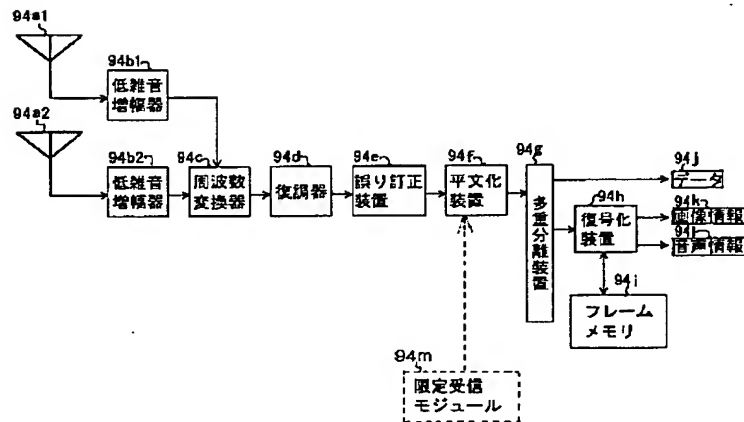 94a1
94b1
低雑音
増幅器
94a2
94b2
低雑音
増幅器
94c
周波数
変換器
94d
復調器
94e
誤り訂正
装置
94f
平文化
装置
94g
多重分離装置
94h
復号化
装置
94j
データ
94k
画像情報
94l
音声情報
94i
フレーム
メモリ
94m
限定受信
モジュール